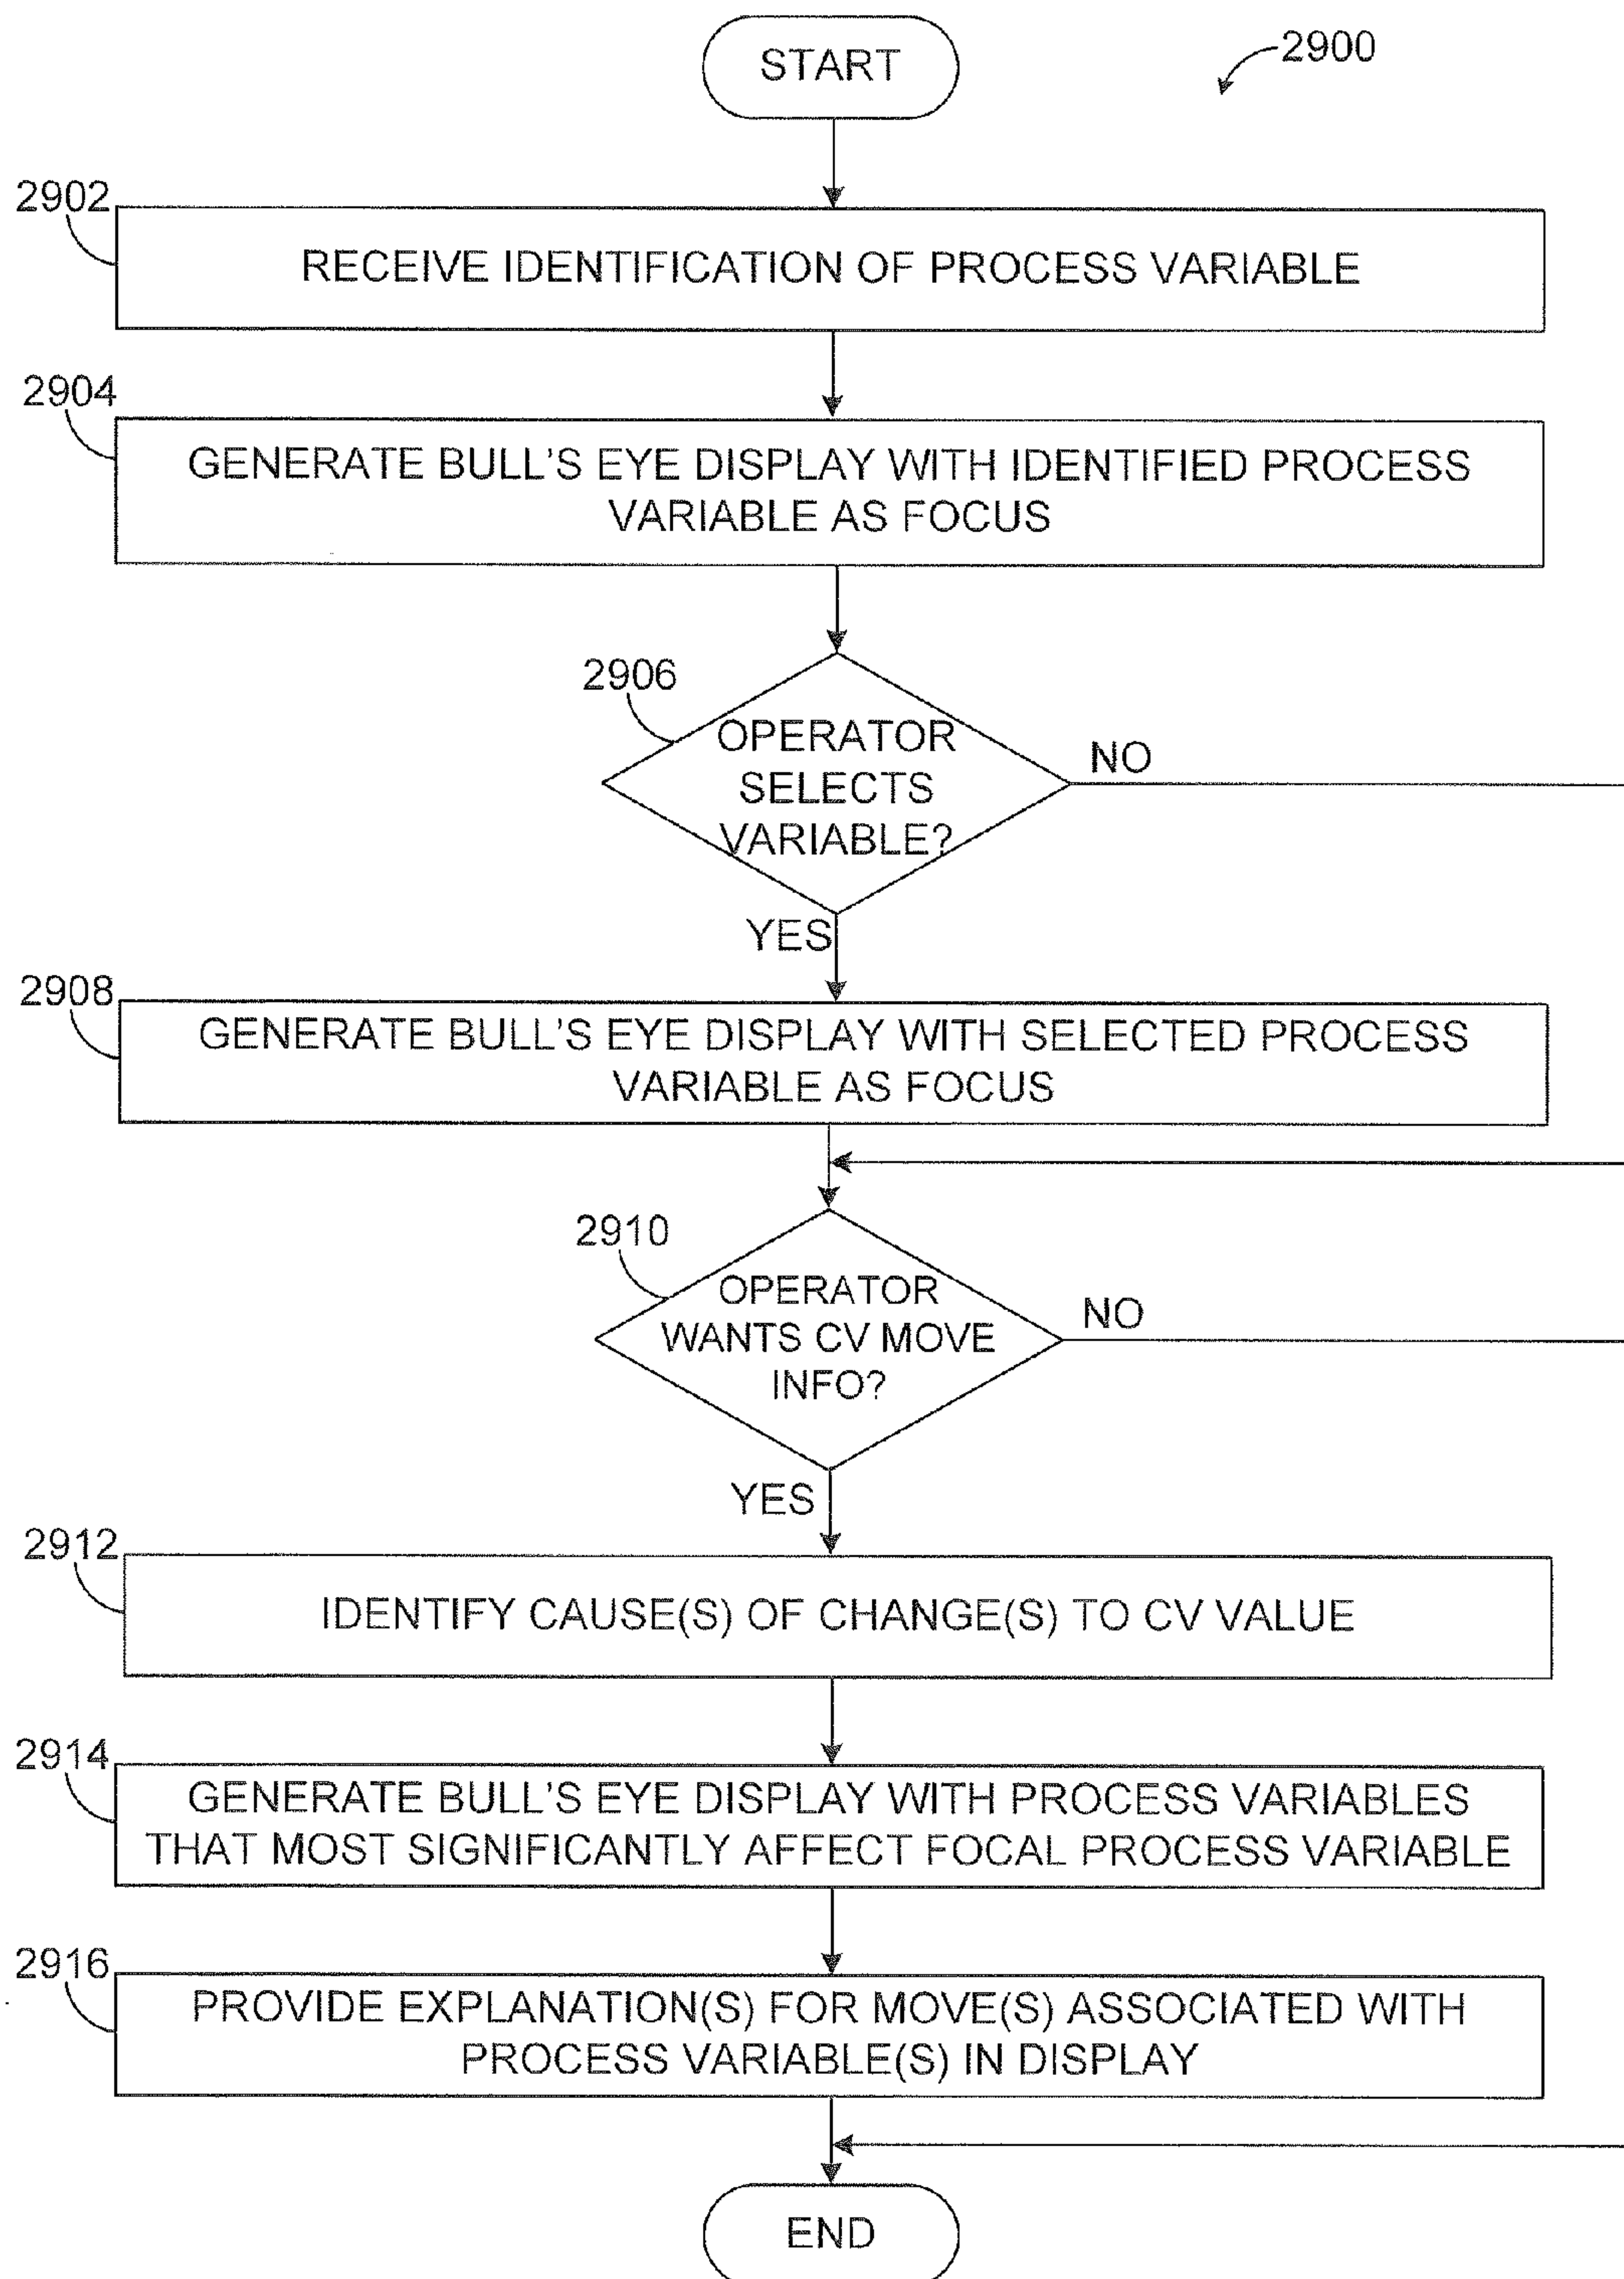 START
2900
2902
RECEIVE IDENTIFICATION OF PROCESS VARIABLE
2904
GENERATE BULL'S EYE DISPLAY WITH IDENTIFIED PROCESS
VARIABLE AS FOCUS
2906
OPERATOR
SELECTS
VARIABLE?
NO
YES
2908
GENERATE BULL'S EYE DISPLAY WITH SELECTED PROCESS
VARIABLE AS FOCUS
2910
OPERATOR
WANTS CV MOVE
INFO?
NO
YES
2912
IDENTIFY CAUSE(S) OF CHANGE(S) TO CV VALUE
2914
GENERATE BULL'S EYE DISPLAY WITH PROCESS VARIABLES
THAT MOST SIGNIFICANTLY AFFECT FOCAL PROCESS VARIABLE
2916
PROVIDE EXPLANATION(S) FOR MOVE(S) ASSOCIATED WITH
PROCESS VARIABLE(S) IN DISPLAY
END